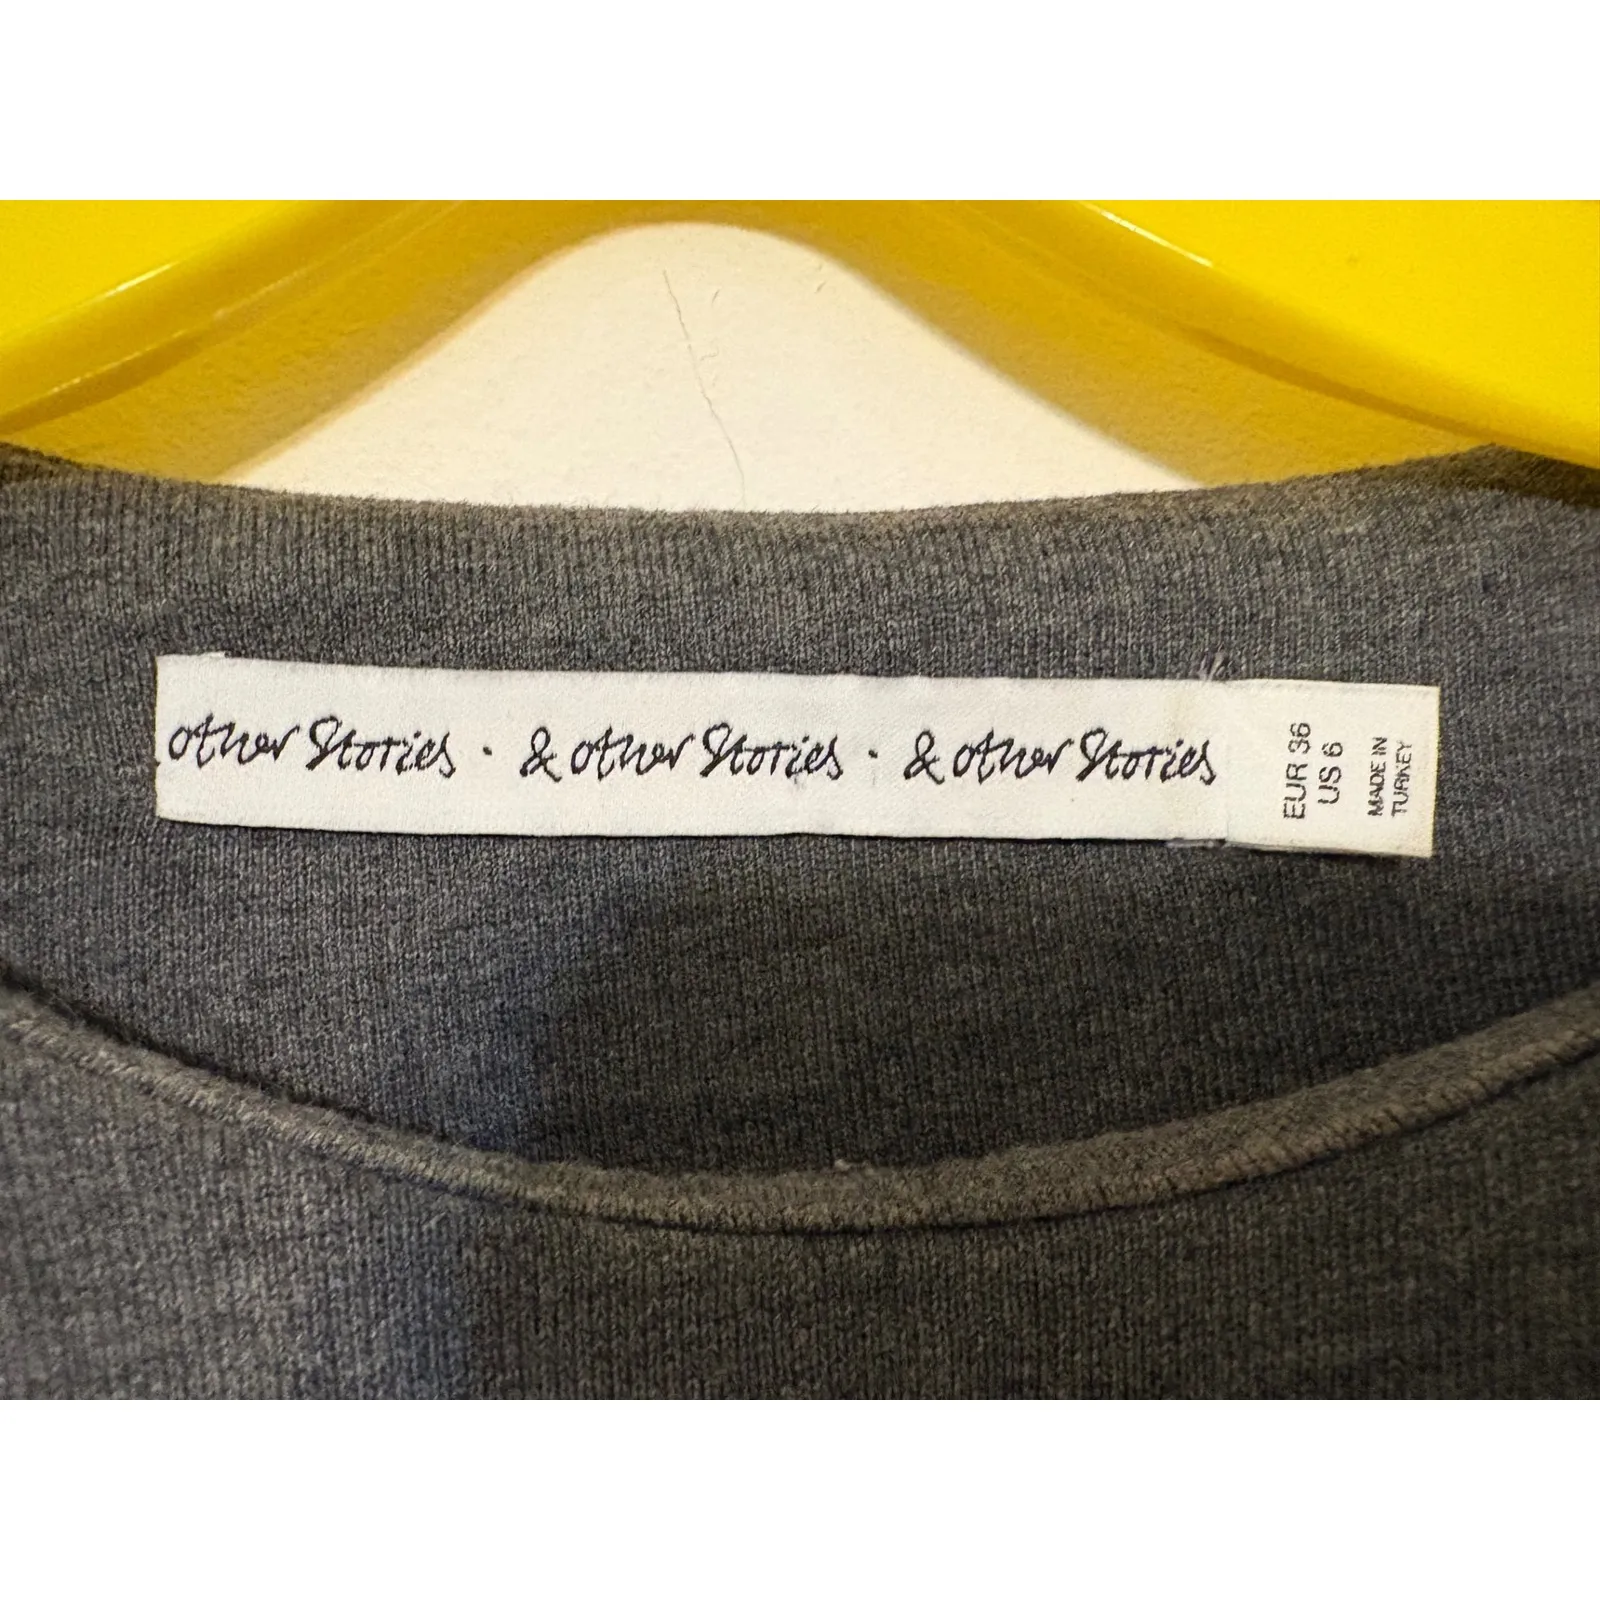 other Stories · & other Stories · & other Stories
EUR 36
US 6
MADE IN
TURKEY